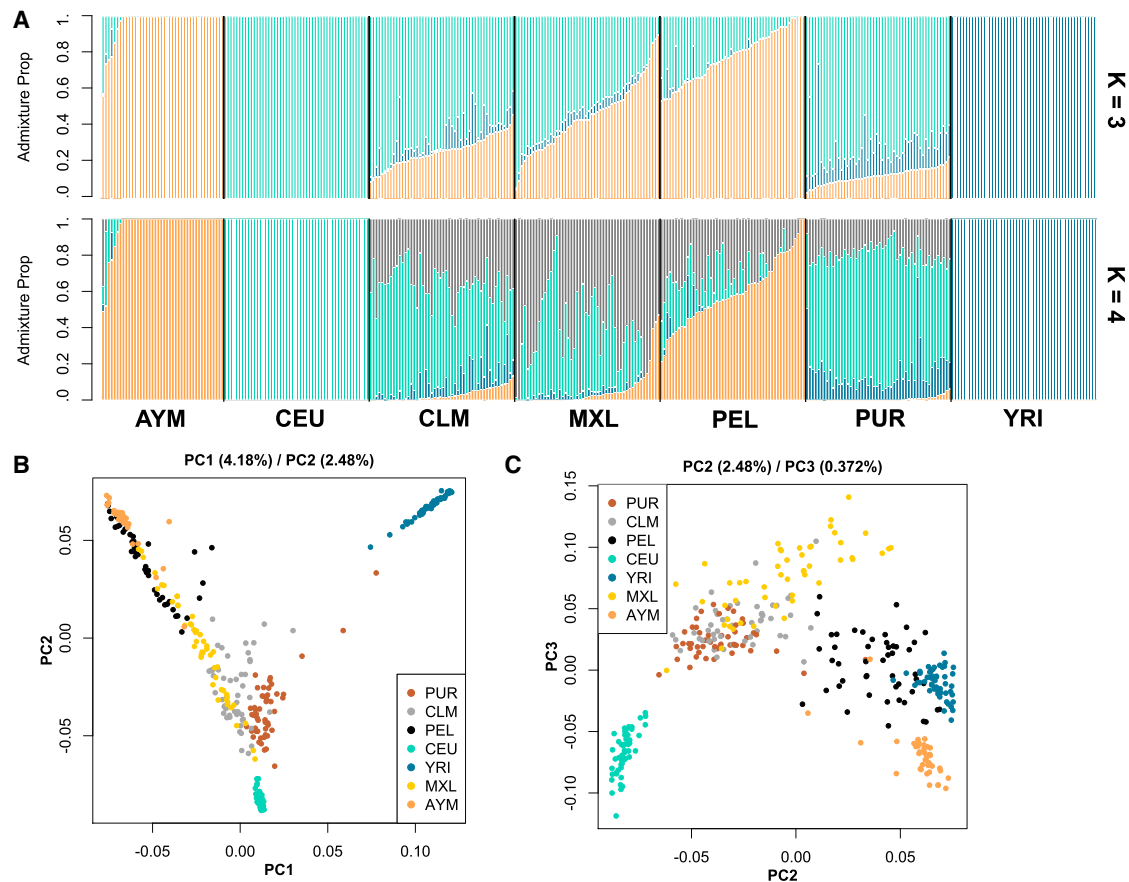 A
Admixture Prop
.0 0.2 0.4 0.6 0.8 1.
K = 3
Admixture Prop
.0 0.2 0.4 0.6 0.8 1.
K = 4
AYM CEU CLM MXL PEL PUR YRI
B
PC1 (4.18%) / PC2 (2.48%)
PC2
0.05
0.00
-0.05
PUR
CLM
PEL
CEU
YRI
MXL
AYM
-0.05 0.00 0.05 0.10
PC1
C
PC2 (2.48%) / PC3 (0.372%)
PC3
0.15
0.10
0.05
0.00
-0.05
-0.10
PUR
CLM
PEL
CEU
YRI
MXL
AYM
-0.05 0.00 0.05
PC2